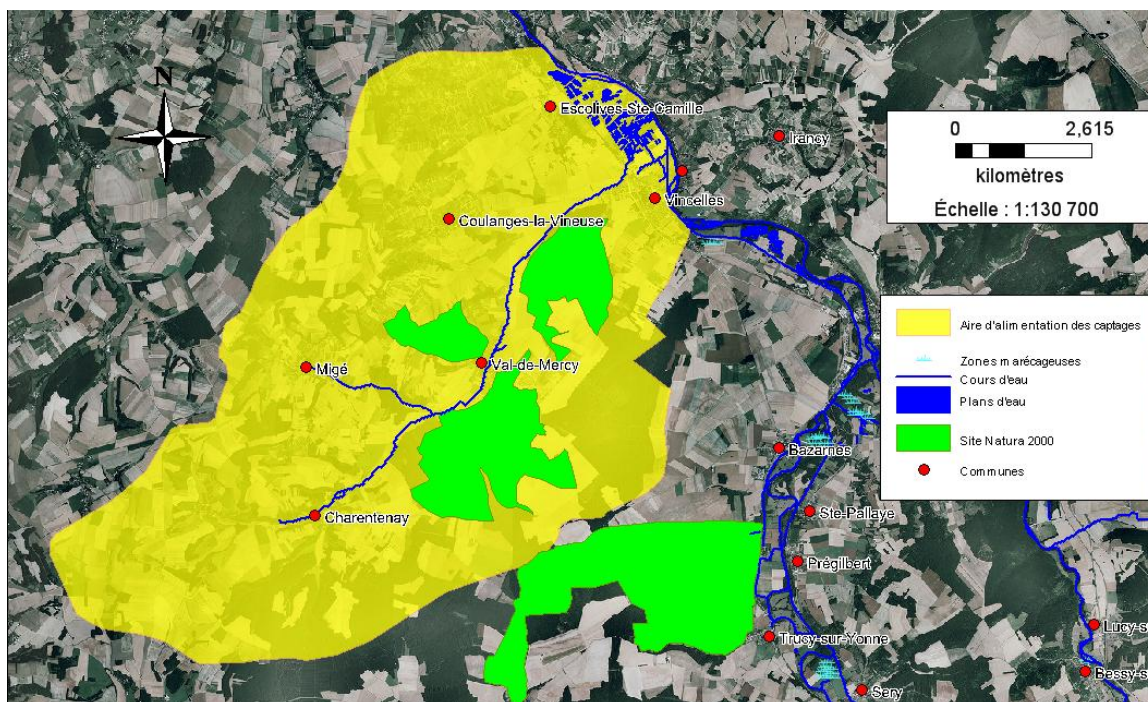 N
Escolives-Ste-Camille
Irancy
0 2,615
kilomètres
Échelle : 1:130 700
Vincelles
Coulanges-la-Vineuse
Aire d'alimentation des captages
Zones marécageuses
Cours d'eau
Plans d'eau
Site Natura 2000
Communes
Migé
Val-de-Mercy
Bazarnes
Charentenay
Ste-Pallaye
Prégilbert
Trucy-sur-Yonne
Lucy-s
Bessy-s
Sery